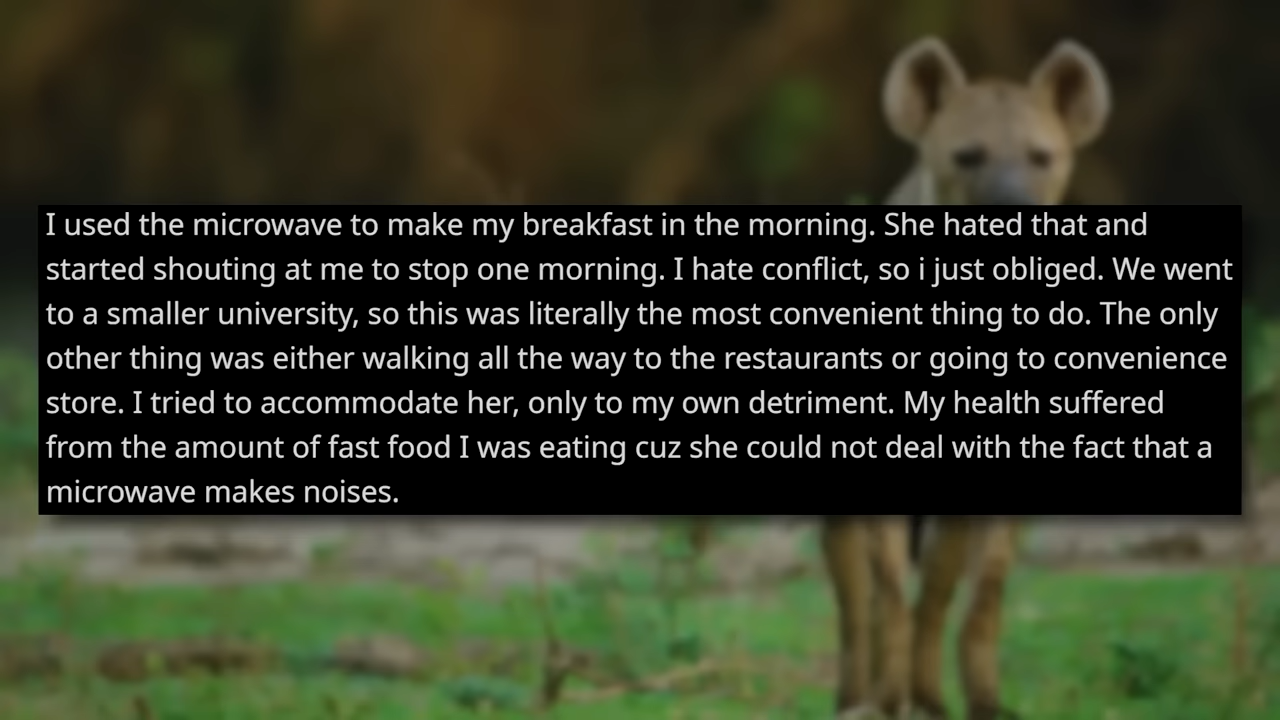 I used the microwave to make my breakfast in the morning. She hated that and
started shouting at me to stop one morning. I hate conflict, so i just obliged. We went
to a smaller university, so this was literally the most convenient thing to do. The only
other thing was either walking all the way to the restaurants or going to convenience
store. I tried to accommodate her, only to my own detriment. My health suffered
from the amount of fast food I was eating cuz she could not deal with the fact that a
microwave makes noises.